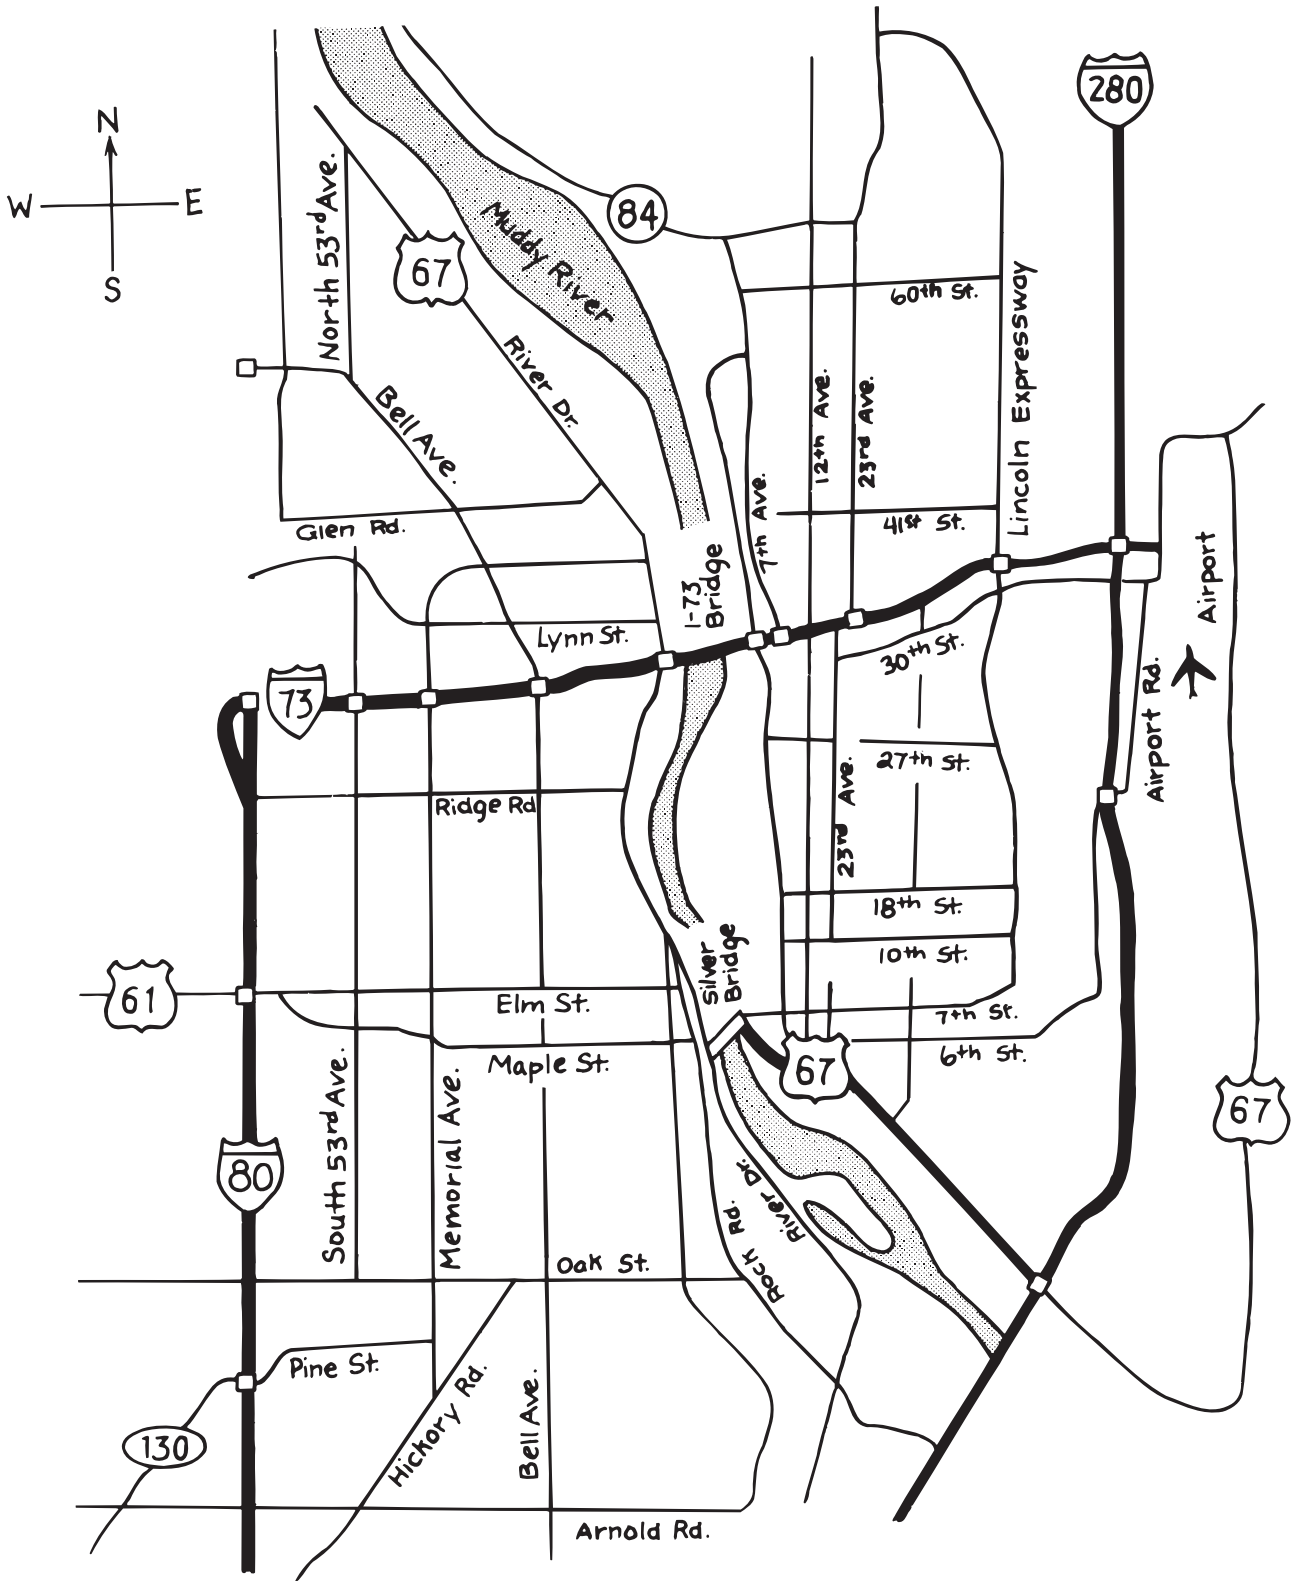 280
N
W
E
S
84
North 53rd Ave.
Muddy River
67
60th St.
River Dr.
Lincoln Expressway
Bell Ave.
12th Ave.
23rd Ave.
7th Ave.
41st St.
Glen Rd.
I-73
Bridge
Airport
Lynn St.
30th St.
73
Airport Rd.
27th St.
Ridge Rd
23rd Ave.
18th St.
10th St.
Silver
Bridge
61
Elm St.
7th St.
6th St.
Maple St.
67
67
South 53rd Ave.
Memorial Ave.
80
River Dr.
Rock Rd.
Oak St.
Pine St.
Hickory Rd.
Bell Ave.
130
Arnold Rd.